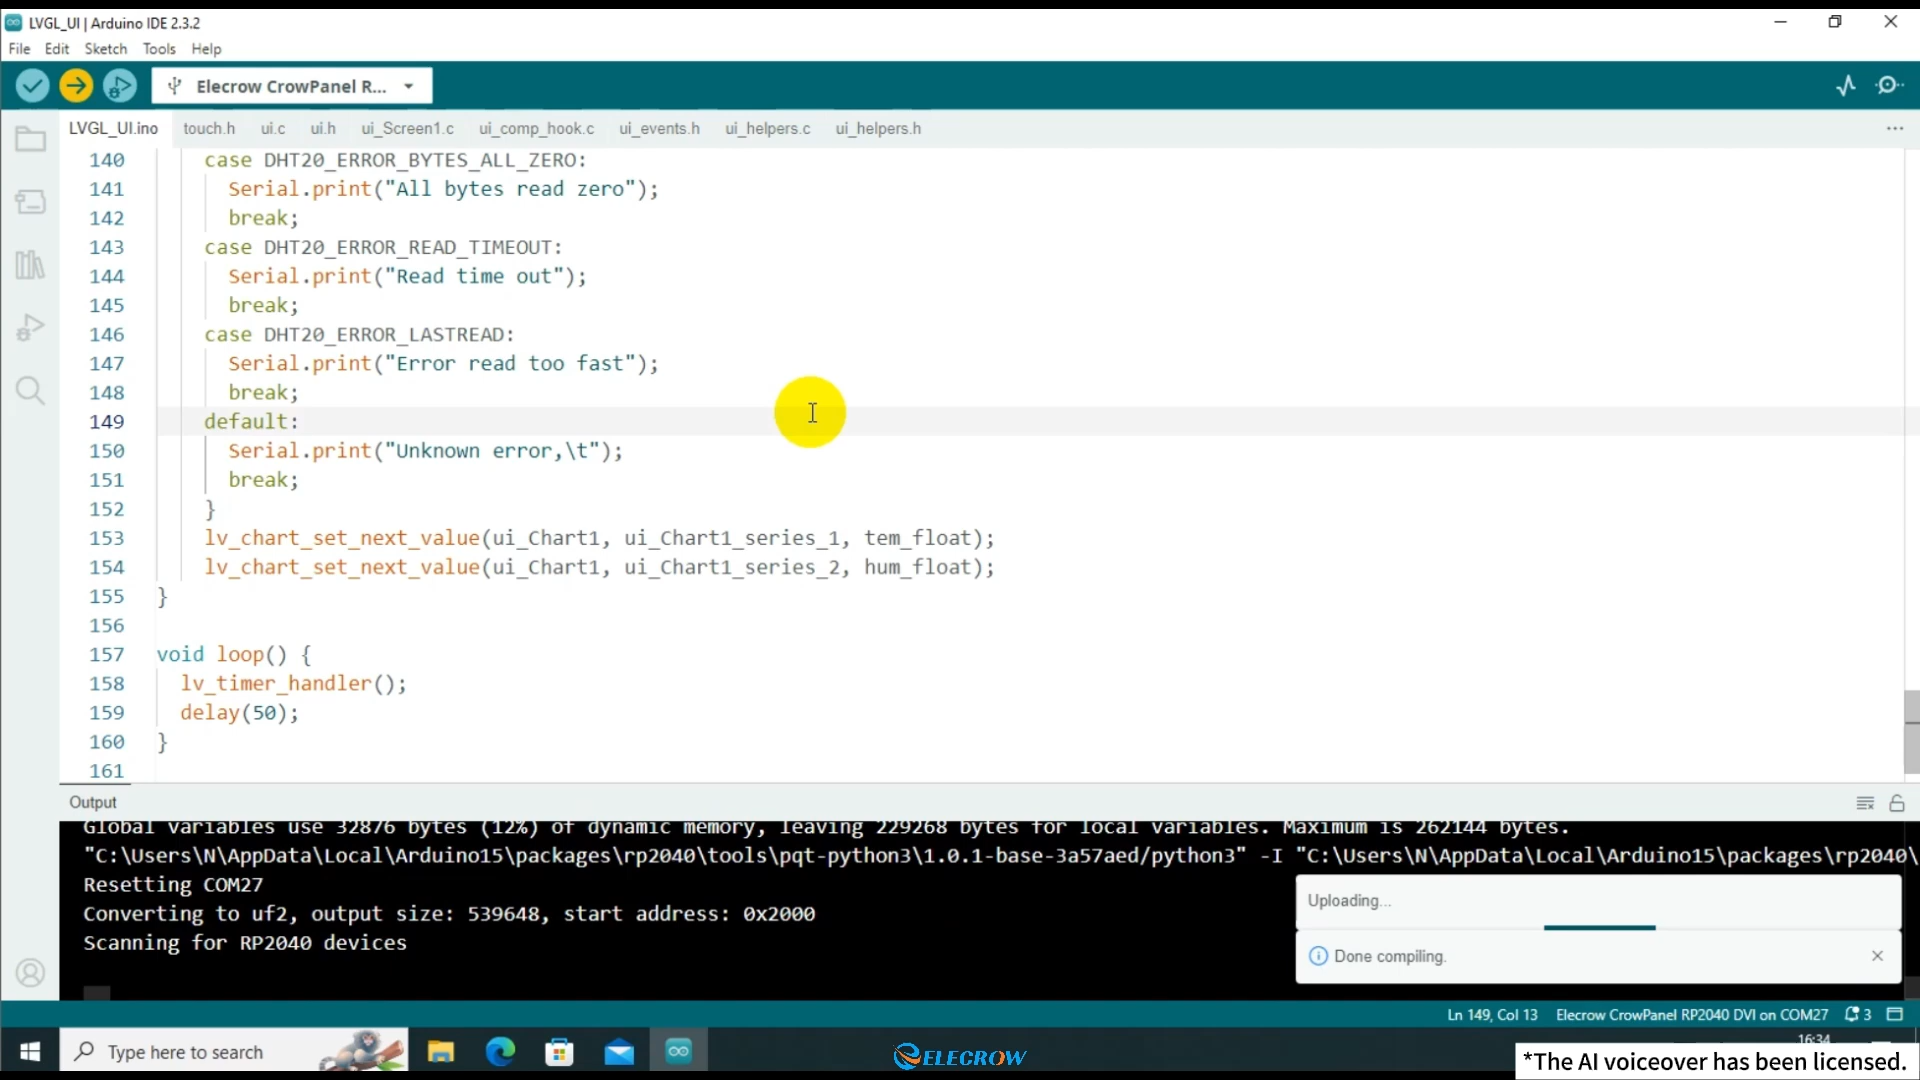 LVGL_UI | Arduino IDE 2.3.2
File Edit Sketch Tools Help
Elecrow CrowPanel R...
LVGL_UI.ino touch.h ui.c ui.h ui_Screen1.c ui_comp_hook.c ui_events.h ui_helpers.c ui_helpers.h
140 case DHT20_ERROR_BYTES_ALL_ZERO:
141 Serial.print("All bytes read zero");
142 break;
143 case DHT20_ERROR_READ_TIMEOUT:
144 Serial.print("Read time out");
145 break;
146 case DHT20_ERROR_LASTREAD:
147 Serial.print("Error read too fast");
148 break;
149 default:
150 Serial.print("Unknown error,\t");
151 break;
152 }
153 lv_chart_set_next_value(ui_Chart1, ui_Chart1_series_1, tem_float);
154 lv_chart_set_next_value(ui_Chart1, ui_Chart1_series_2, hum_float);
155 }
156
157 void loop() {
158 lv_timer_handler();
159 delay(50);
160 }
161
Output
Global variables use 32876 bytes (12%) of dynamic memory, leaving 229268 bytes for local variables. Maximum is 262144 bytes.
"C:\Users\N\AppData\Local\Arduino15\packages\rp2040\tools\pqt-python3\1.0.1-base-3a57aed/python3" -I "C:\Users\N\AppData\Local\Arduino15\packages\rp2040\
Resetting COM27
Converting to uf2, output size: 539648, start address: 0x2000
Scanning for RP2040 devices
Uploading...
Done compiling.
Ln 149, Col 13 Elecrow CrowPanel RP2040 DVI on COM27 3
Type here to search
ELECROW
16:34
*The AI voiceover has been licensed.